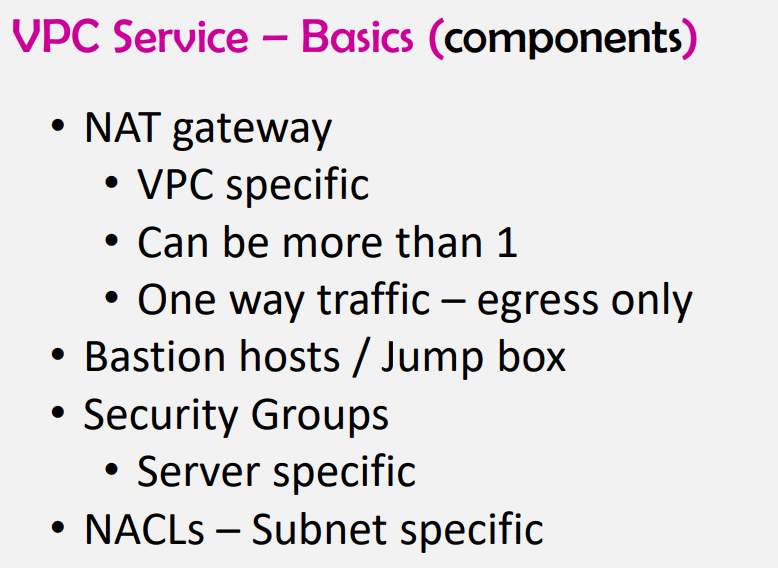 VPC Service – Basics (components)
• NAT gateway
• VPC specific
• Can be more than 1
• One way traffic – egress only
• Bastion hosts / Jump box
• Security Groups
• Server specific
• NACLs – Subnet specific